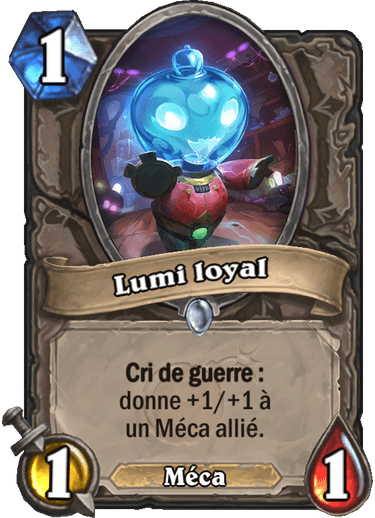 1
Lumi loyal
Cri de guerre :
donne +1/+1 à
un Méca allié.
1
Méca
1